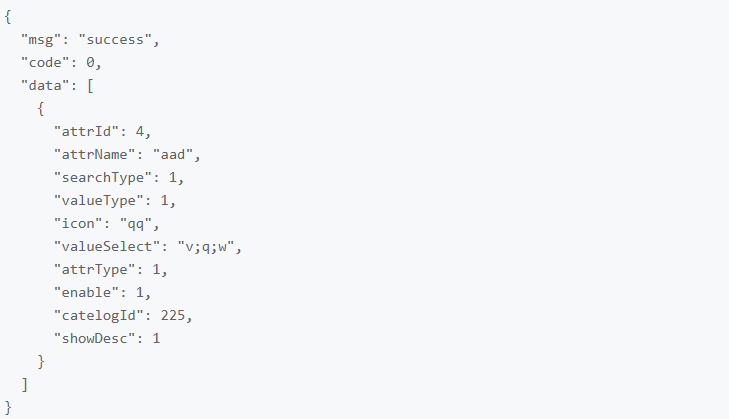 {
  "msg": "success",
  "code": 0,
  "data": [
    {
      "attrId": 4,
      "attrName": "aad",
      "searchType": 1,
      "valueType": 1,
      "icon": "qq",
      "valueSelect": "v;q;w",
      "attrType": 1,
      "enable": 1,
      "catelogId": 225,
      "showDesc": 1
    }
  ]
}